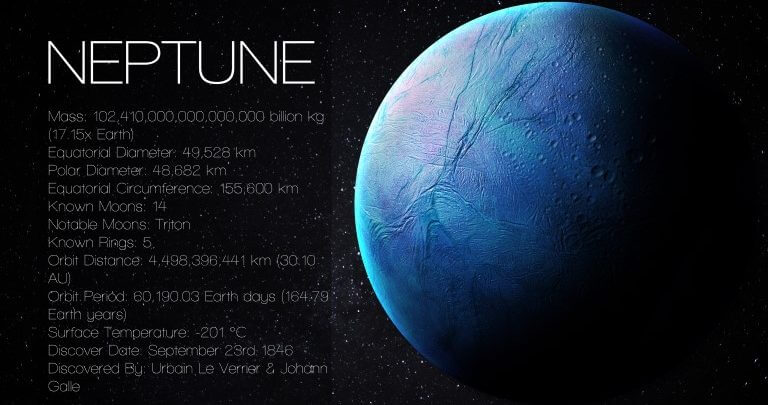 NEPTUNE
Mass: 102,410,000,000,000,000 billion kg
(17.15x Earth)
Equatorial Diameter: 49,528 km
Polar Diameter: 48,682 km
Equatorial Circumference: 155,600 km
Known Moons: 14
Notable Moons: Triton
Known Rings: 5
Orbit Distance: 4,498,396,441 km (30.10
AU)
Orbit Period: 60,190.03 Earth days (164.79
Earth years)
Surface Temperature: -201 °C
Discover Date: September 23rd 1846
Discovered By: Urbain Le Verrier & Johann
Galle